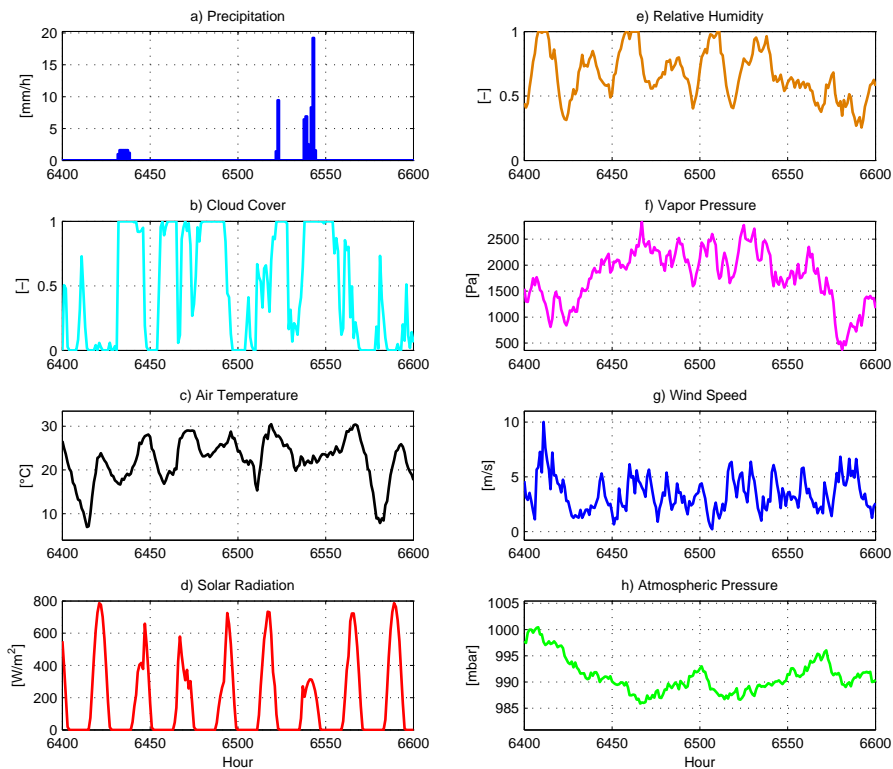 a) Precipitation
20
15
10
5
0
[mm/h]
6400 6450 6500 6550 6600
b) Cloud Cover
1
0.5
0
[–]
6400 6450 6500 6550 6600
c) Air Temperature
30
20
10
[°C]
6400 6450 6500 6550 6600
d) Solar Radiation
800
600
400
200
0
[W/m²]
6400 6450 6500 6550 6600
Hour
e) Relative Humidity
1
0.5
1
[–]
6400 6450 6500 6550 6600
f) Vapor Pressure
2500
2000
1500
1000
500
[Pa]
6400 6450 6500 6550 6600
g) Wind Speed
10
5
0
[m/s]
6400 6450 6500 6550 6600
h) Atmospheric Pressure
1005
1000
995
990
985
[mbar]
6400 6450 6500 6550 6600
Hour